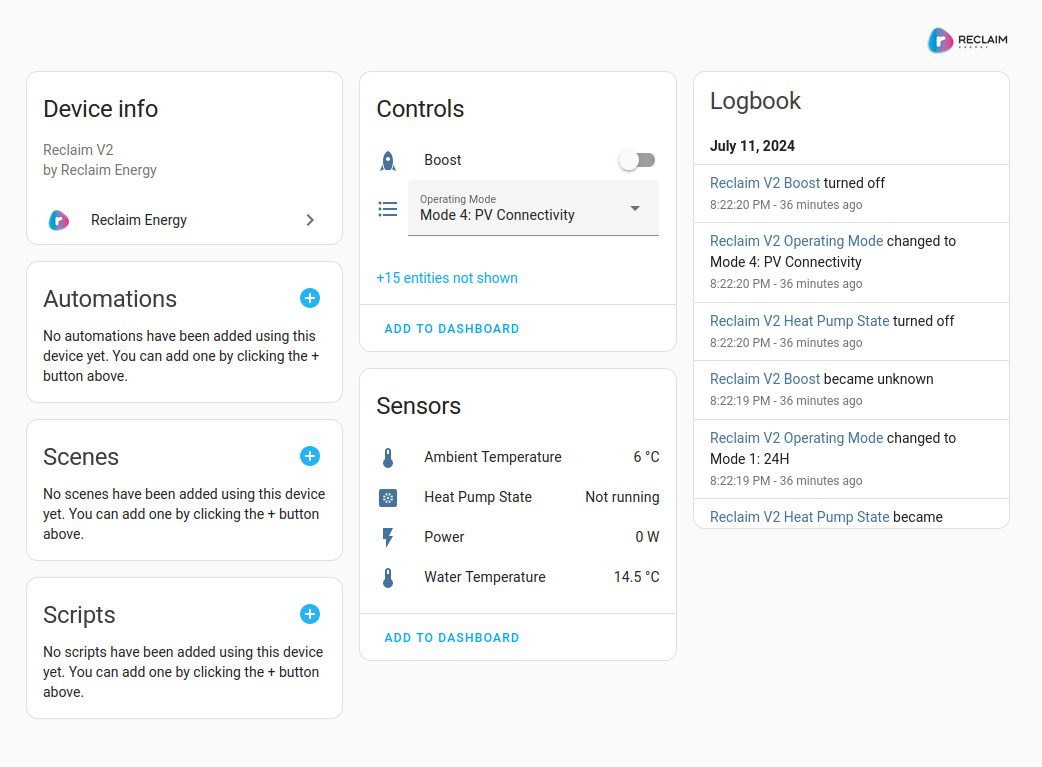 RECLAIM
ENERGY
Device info
Reclaim V2
by Reclaim Energy
Reclaim Energy
Automations
No automations have been added using this
device yet. You can add one by clicking the +
button above.
Scenes
No scenes have been added using this device
yet. You can add one by clicking the + button
above.
Scripts
No scripts have been added using this device
yet. You can add one by clicking the + button
above.
Controls
Boost
Operating Mode
Mode 4: PV Connectivity
+15 entities not shown
ADD TO DASHBOARD
Sensors
Ambient Temperature 6 °C
Heat Pump State Not running
Power 0 W
Water Temperature 14.5 °C
ADD TO DASHBOARD
Logbook
July 11, 2024
Reclaim V2 Boost turned off
8:22:20 PM - 36 minutes ago
Reclaim V2 Operating Mode changed to
Mode 4: PV Connectivity
8:22:20 PM - 36 minutes ago
Reclaim V2 Heat Pump State turned off
8:22:20 PM - 36 minutes ago
Reclaim V2 Boost became unknown
8:22:19 PM - 36 minutes ago
Reclaim V2 Operating Mode changed to
Mode 1: 24H
8:22:19 PM - 36 minutes ago
Reclaim V2 Heat Pump State became